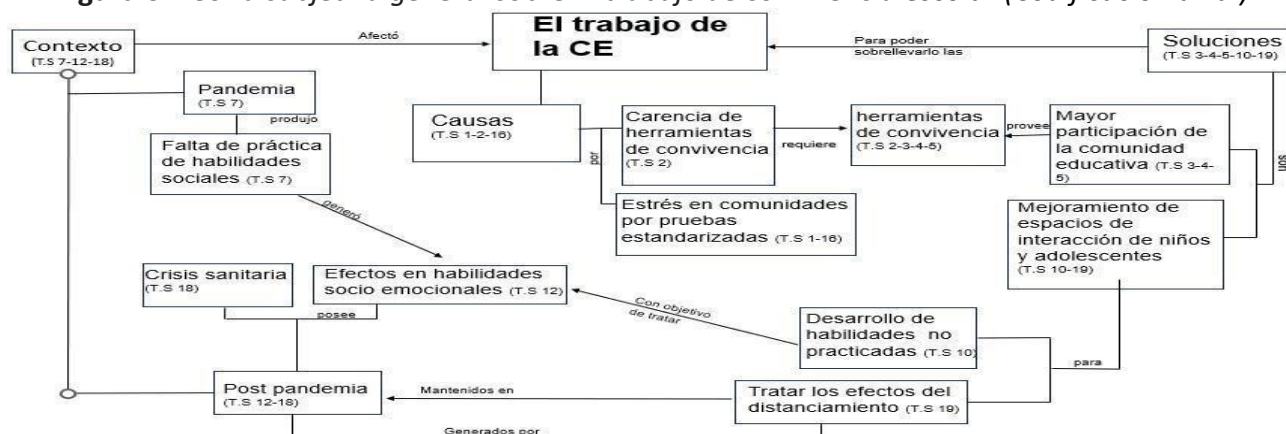 El trabajo de
la CE
Contexto
(T.S 7-12-18)
Afectó
Para poder
sobrellevarlo las
Soluciones
(T.S 3-4-5-10-19)
Pandemia
(T.S 7)
produjo
Falta de práctica
de habilidades
sociales (T.S 7)
generó
Causas
(T.S 1-2-16)
por
Carencia de
herramientas
de convivencia
(T.S 2)
requiere
herramientas
de convivencia
(T.S 2-3-4-5)
provee
Mayor
participación de
la comunidad
educativa (T.S 3-4-
5)
son
Estrés en comunidades
por pruebas
estandarizadas (T.S 1-16)
Mejoramiento de
espacios de
interacción de niños
y adolescentes
(T.S 10-19)
Crisis sanitaria
(T.S 18)
Efectos en habilidades
socio emocionales (T.S 12)
posee
Con objetivo
de tratar
Desarrollo de
habilidades no
practicadas (T.S 10)
para
Post pandemia
(T.S 12-18)
Mantenidos en
Tratar los efectos del
distanciamiento (T.S 19)
Generados por